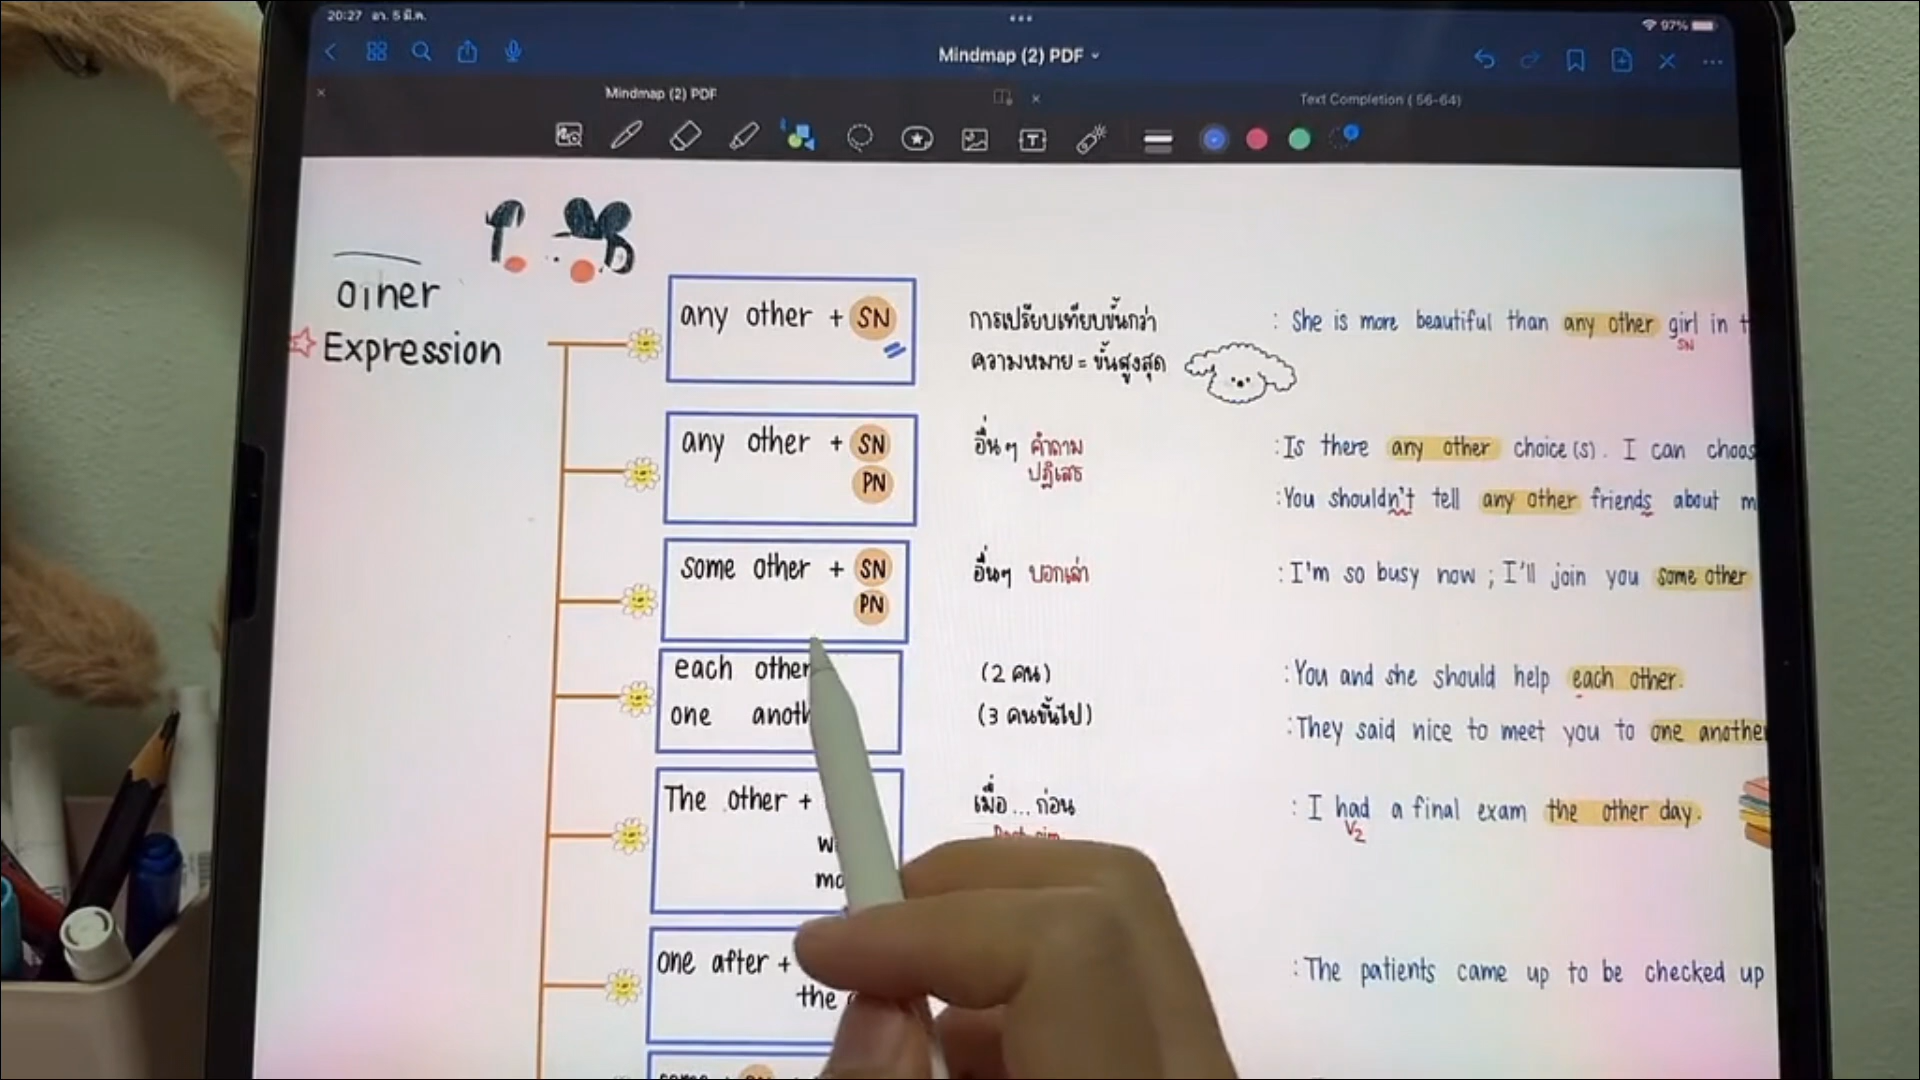 20:27 อา. 5 มี.ค.
97%
Mindmap (2) PDF
Mindmap (2) PDF
Text Completion ( 56-64)
Expression
any other + SN
การเปรียบเทียบขั้นกว่า
ความหมาย = ขั้นสูงสุด
: She is more beautiful than any other girl in
SN
any other + SN
PN
อื่นๆ คำถาม
ปฏิเสธ
:Is there any other choice(s). I can
:You shouldn't tell any other friends about
some other + SN
PN
อื่นๆ บอกเล่า
:I'm so busy now ; I'll join you some other
each other
one
(2 คน)
(3 คนขึ้นไป)
:You and she should help each other.
:They said nice to meet you to one another
The other +
เมื่อ ... ก่อน
: I had a final exam the other day.
V2
one after +
the
:The patients came up to be checked up